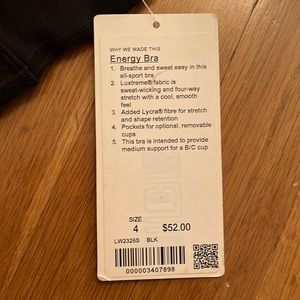 WHY WE MADE THIS
Energy Bra
1. Breathe and sweat easy in this
all-sport bra
2. Luxtreme® fabric is
sweat-wicking and four-way
stretch with a cool, smooth
feel
3. Added Lycra® fibre for stretch
and shape retention
4. Pockets for optional, removable
cups
5. This bra is intended to provide
medium support for a B/C cup
SIZE
4 $52.00
LW2326S BLK
000003407898